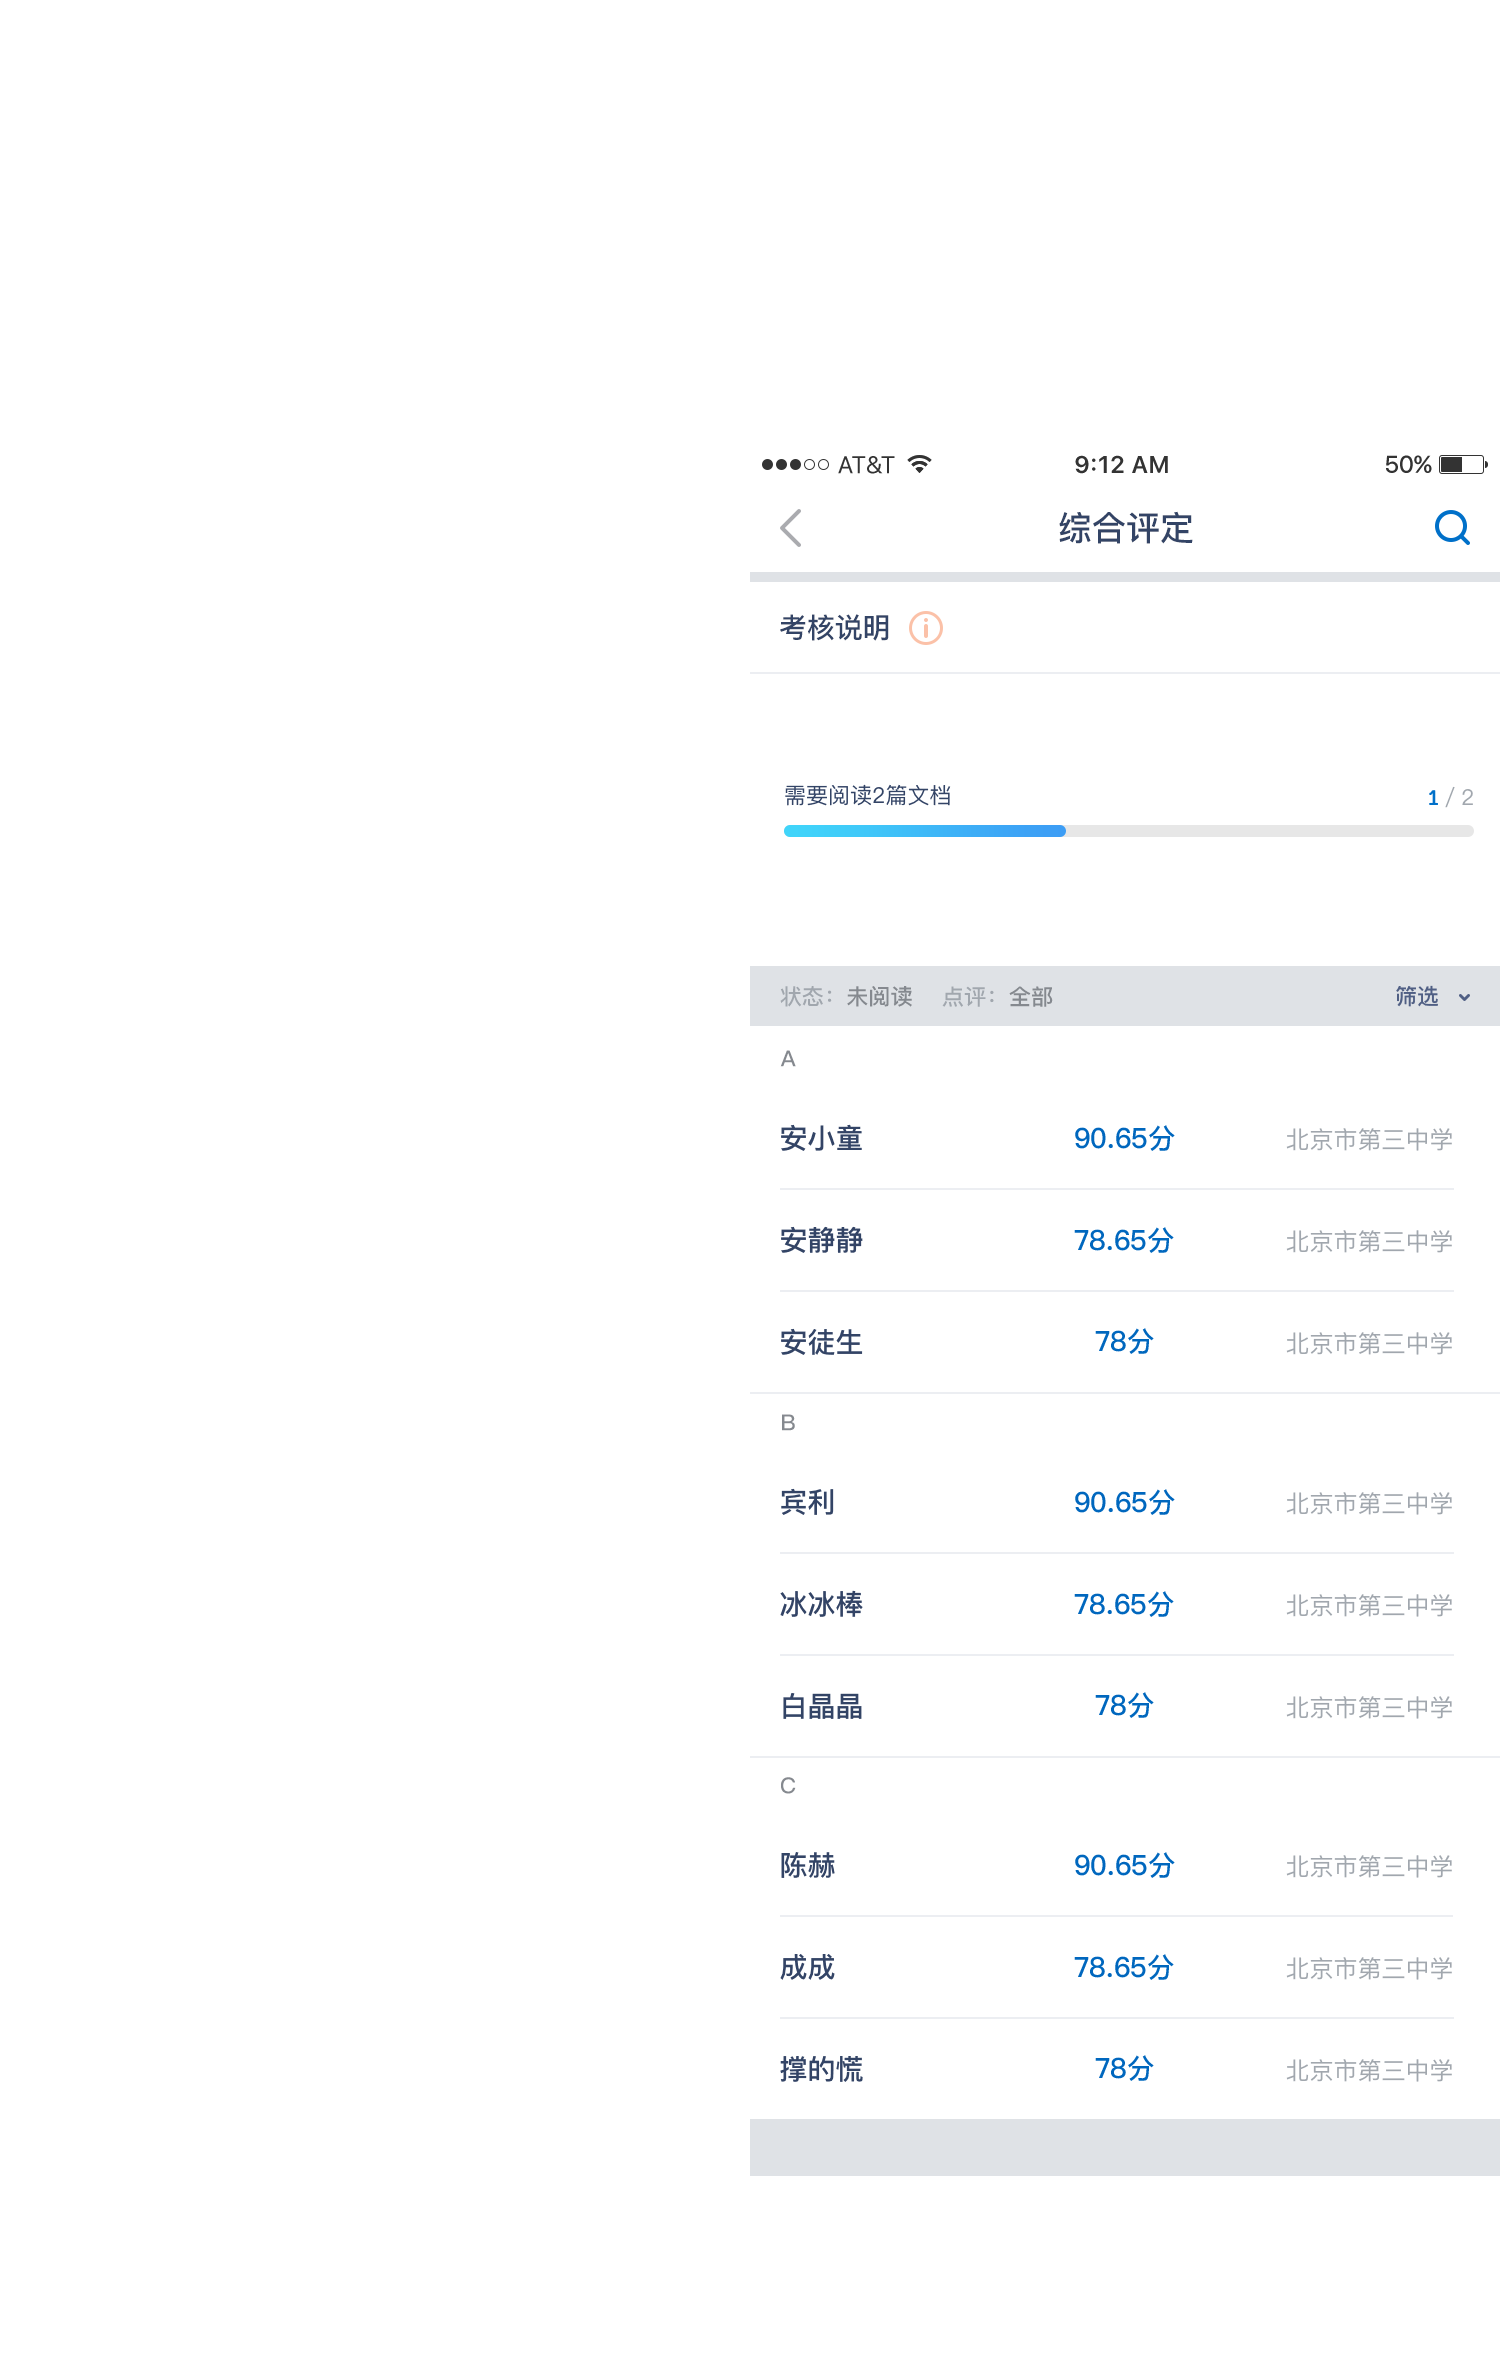 AT&T 9:12 AM 50%
综合评定
考核说明
需要阅读2篇文档 1 / 2
状态：未阅读 点评：全部 筛选
A
安小童 90.65分 北京市第三中学
安静静 78.65分 北京市第三中学
安徒生 78分 北京市第三中学
B
宾利 90.65分 北京市第三中学
冰冰棒 78.65分 北京市第三中学
白晶晶 78分 北京市第三中学
C
陈赫 90.65分 北京市第三中学
成成 78.65分 北京市第三中学
撑的慌 78分 北京市第三中学